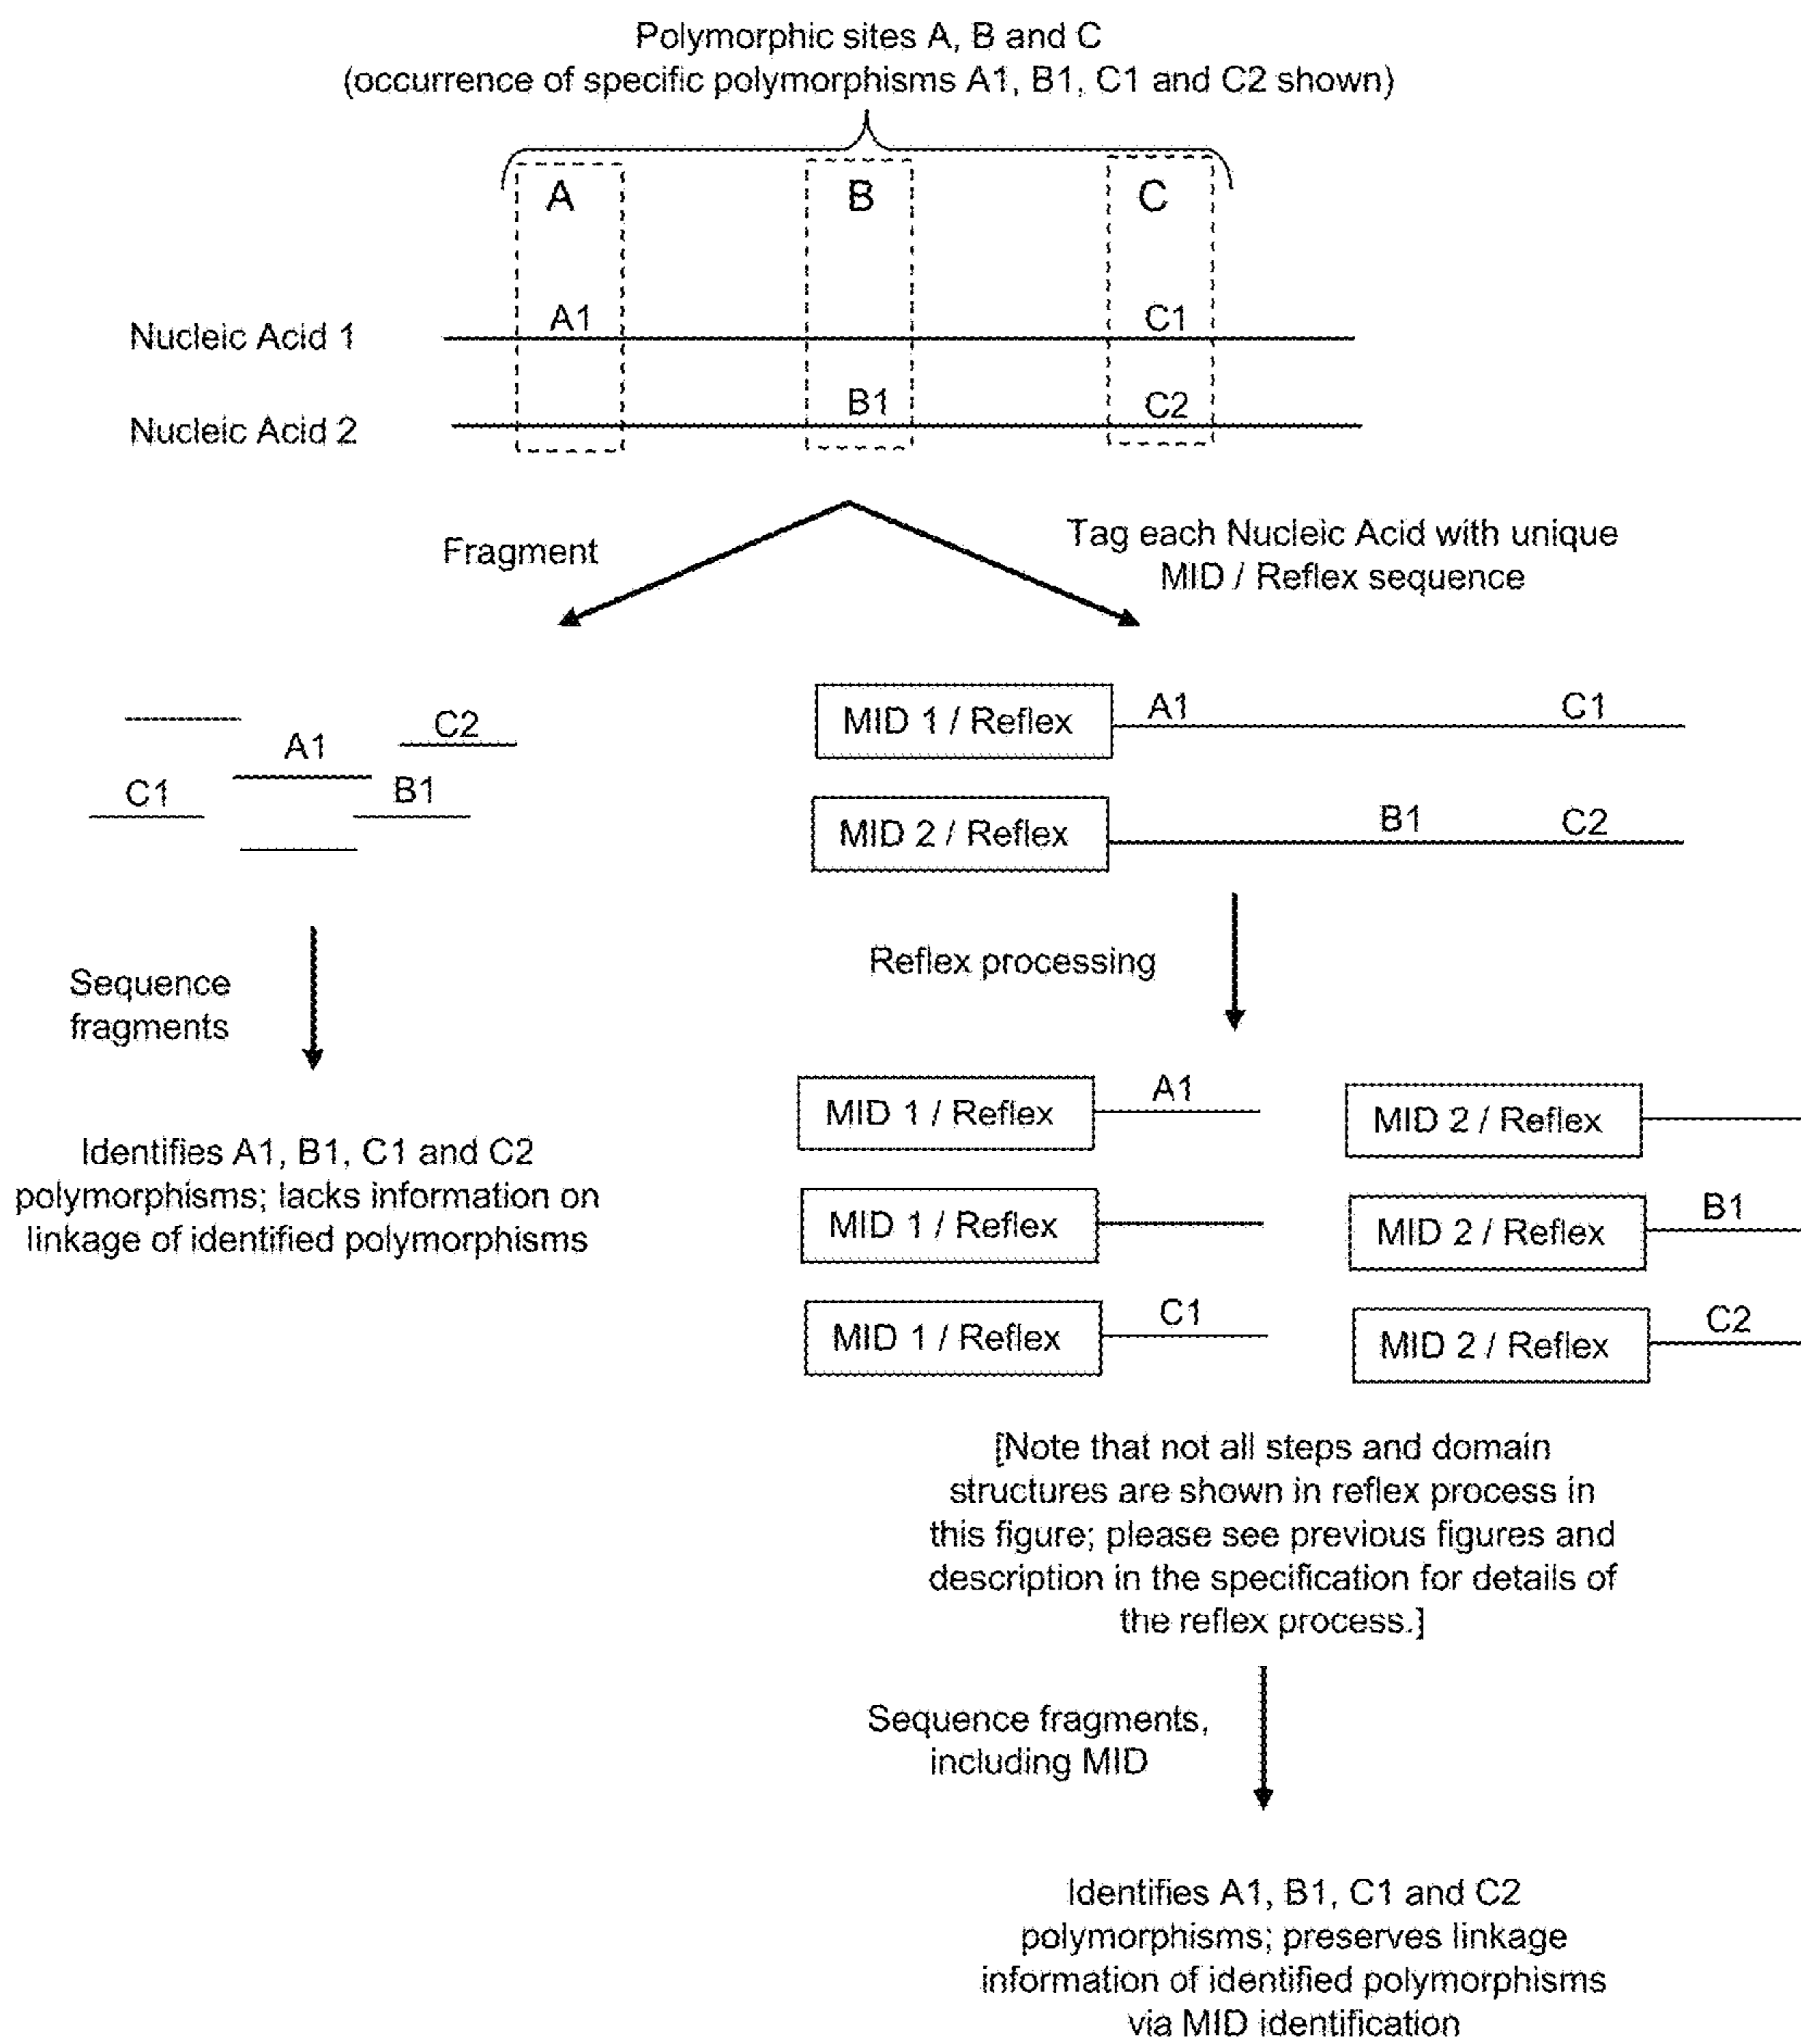 Polymorphic sites A, B and C
(occurrence of specific polymorphisms A1, B1, C1 and C2 shown)
A B C
A1 C1
Nucleic Acid 1
B1 C2
Nucleic Acid 2
Fragment
Tag each Nucleic Acid with unique
MID / Reflex sequence
C2
A1
C1 B1
MID 1 / Reflex A1 C1
MID 2 / Reflex B1 C2
Sequence
fragments
Reflex processing
Identifies A1, B1, C1 and C2
polymorphisms; lacks information on
linkage of identified polymorphisms
MID 1 / Reflex A1 MID 2 / Reflex
MID 1 / Reflex MID 2 / Reflex B1
MID 1 / Reflex C1 MID 2 / Reflex C2
[Note that not all steps and domain
structures are shown in reflex process in
this figure; please see previous figures and
description in the specification for details of
the reflex process.]
Sequence fragments,
including MID
Identifies A1, B1, C1 and C2
polymorphisms; preserves linkage
information of identified polymorphisms
via MID identification